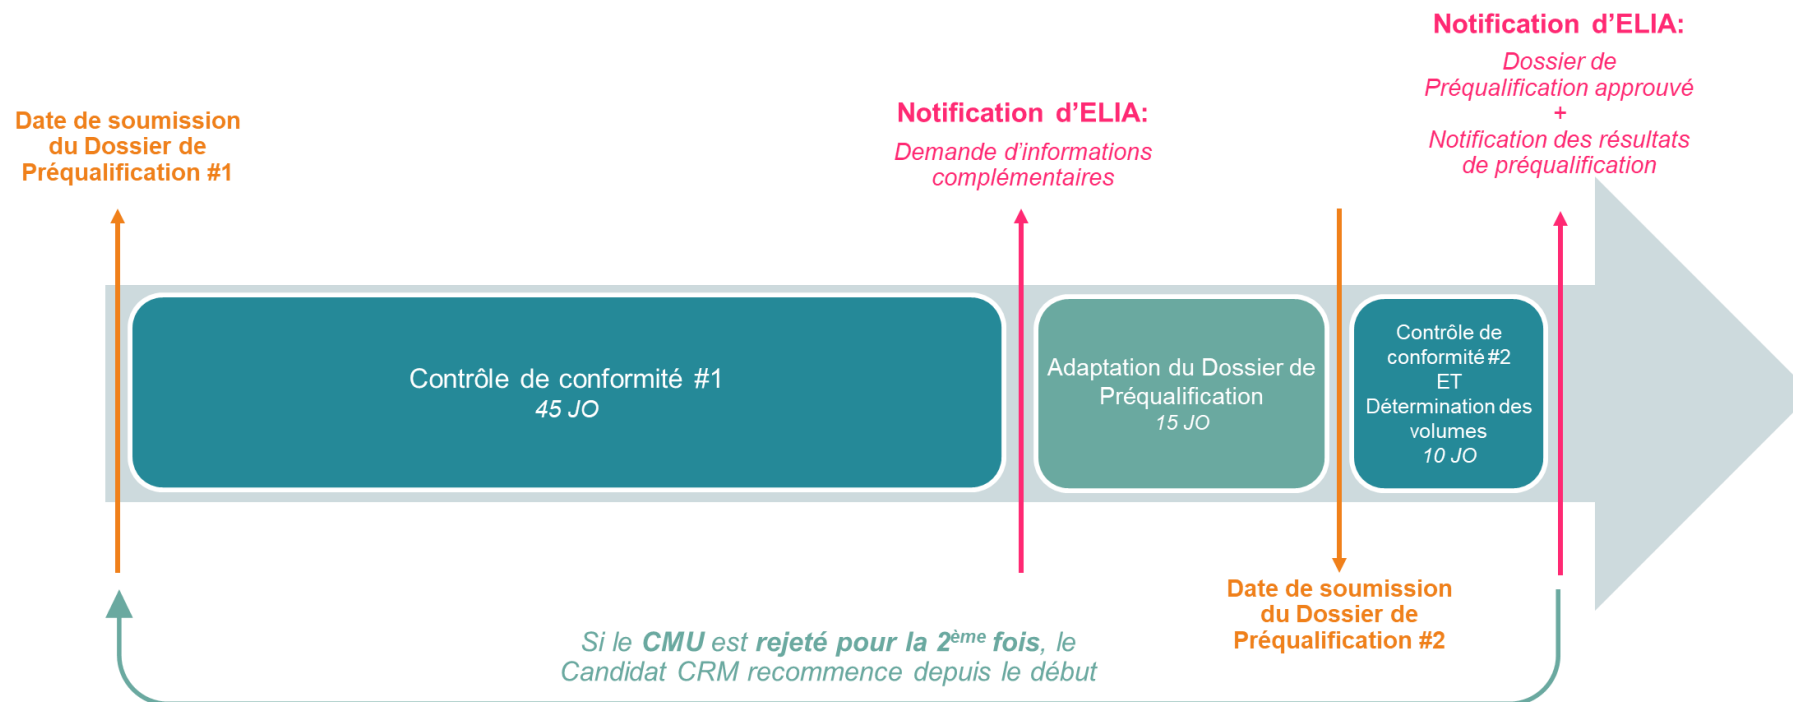 Date de soumission
du Dossier de
Préqualification #1
Notification d’ELIA:
Demande d’informations
complémentaires
Notification d’ELIA:
Dossier de
Préqualification approuvé
+
Notification des résultats
de préqualification
Contrôle de conformité #1
45 JO
Adaptation du Dossier de
Préqualification
15 JO
Contrôle de
conformité #2
ET
Détermination des
volumes
10 JO
Date de soumission
du Dossier de
Préqualification #2
Si le CMU est rejeté pour la 2ème fois, le
Candidat CRM recommence depuis le début